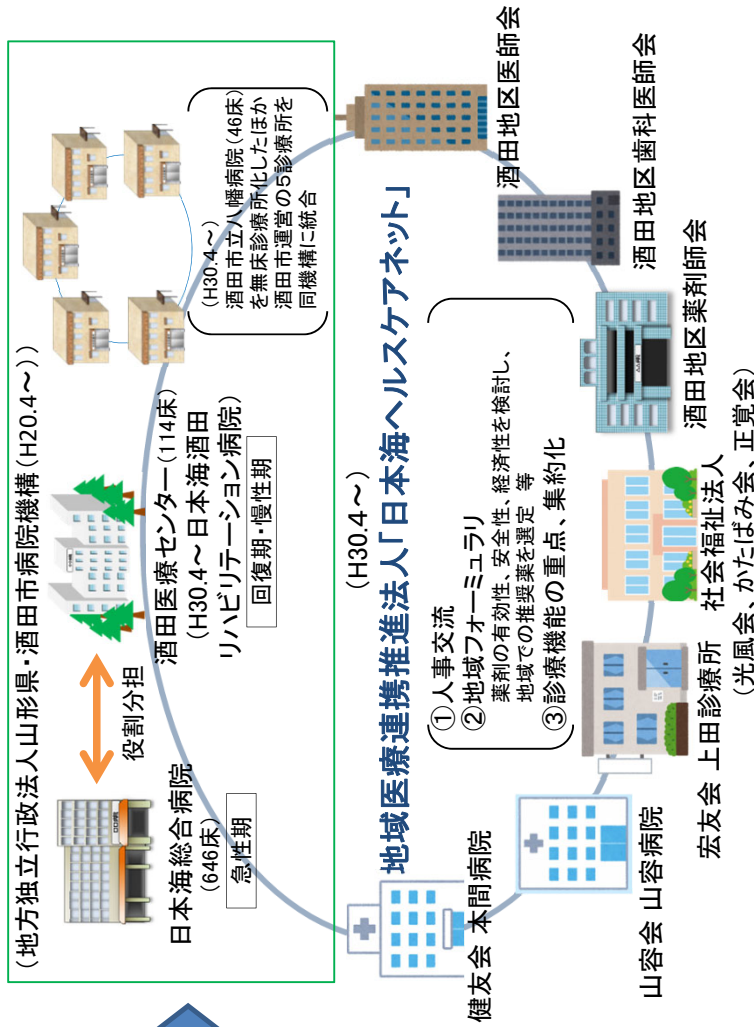 (地方独立行政法人山形県・酒田市病院機構(H20.4～))
役割分担
日本海総合病院
(646床)
急性期
酒田医療センター(114床)
(H30.4～日本海酒田
リハビリテーション病院)
回復期・慢性期
(H30.4～)
酒田市立八幡病院(46床)
を無床診療所化したほか
酒田市運営の5診療所を
同機構に統合
(H30.4～)
地域医療連携推進法人「日本海ヘルスケアネット」
①人事交流
②地域フォーミュラリ
薬剤の有効性、安全性、経済性を検討し、
地域での推奨薬を選定 等
③診療機能の重点、集約化
健友会 本間病院
山容会 山容病院
宏友会 上田診療所
社会福祉法人
(光風会、かたばみ会、正覚会)
酒田地区薬剤師会
酒田地区歯科医師会
酒田地区医師会